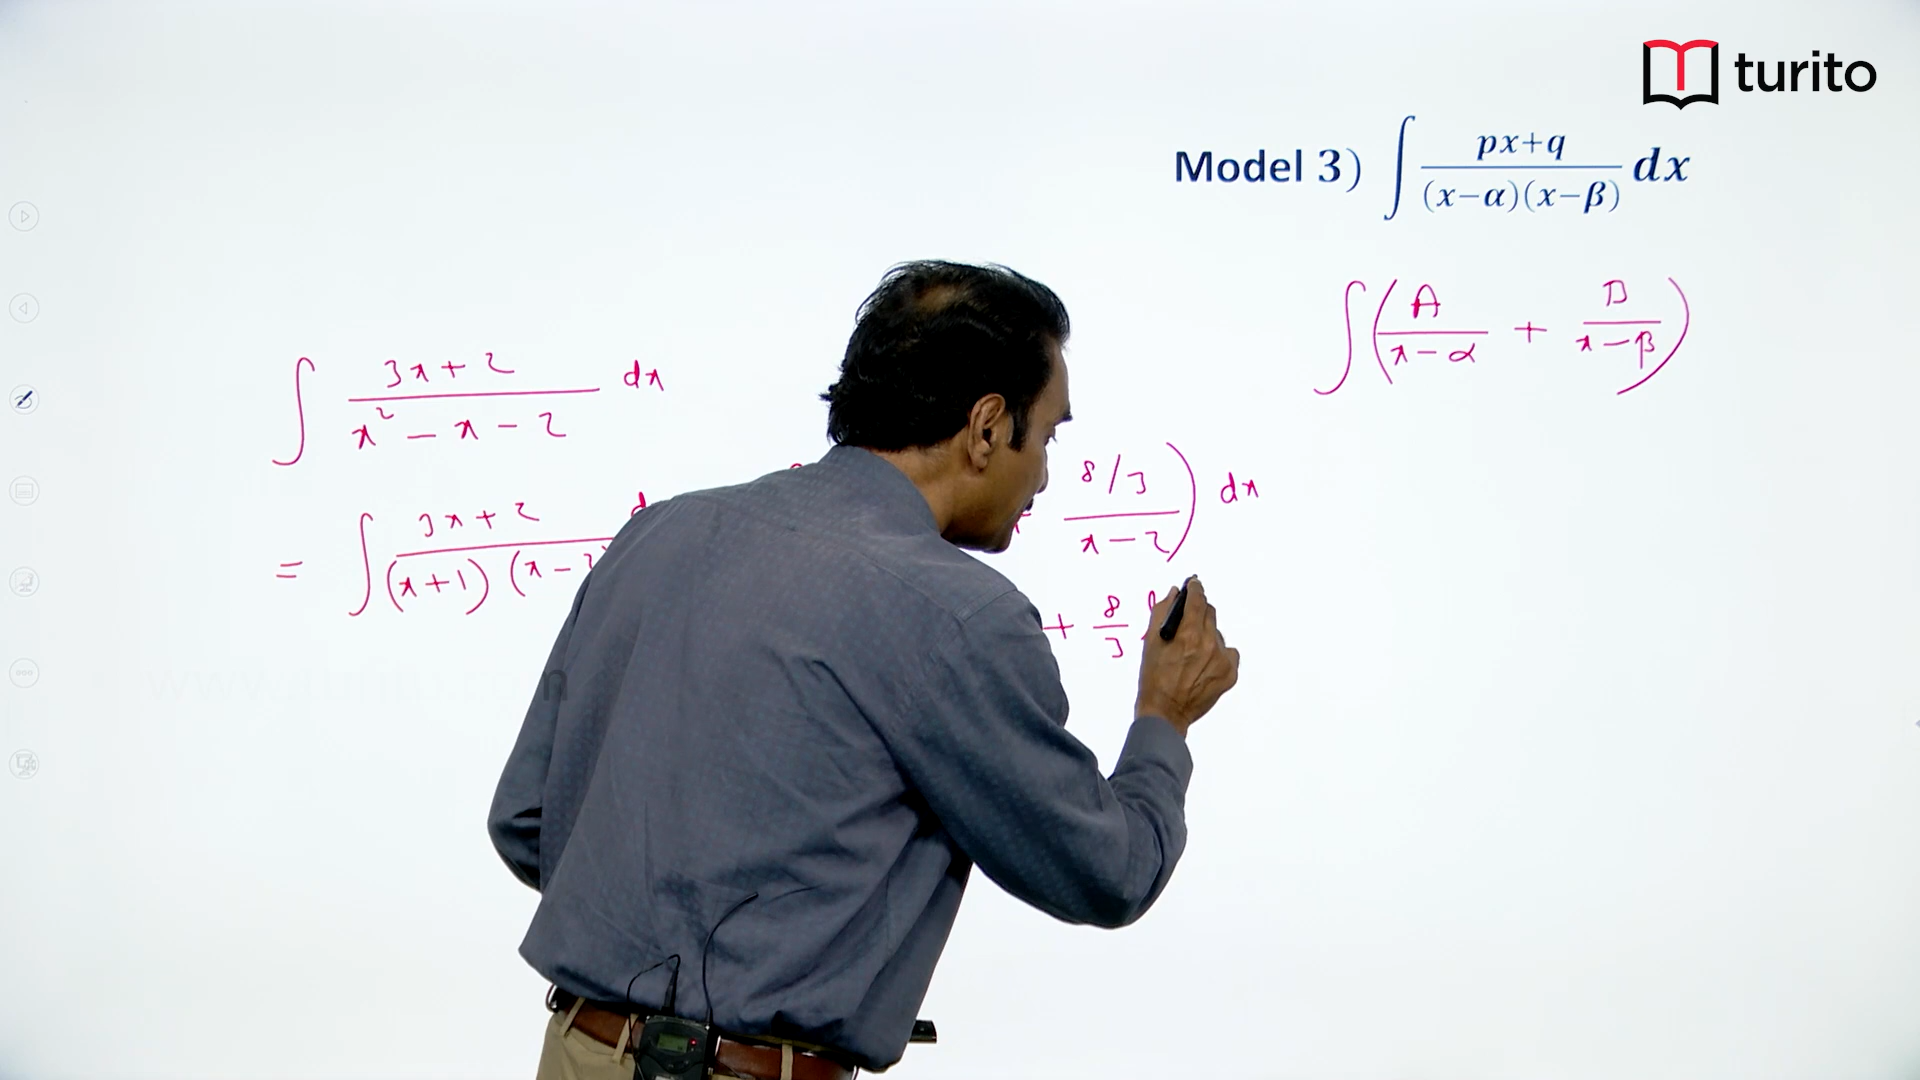 turito
Model 3) ∫ px+q / (x−α)(x−β) dx
∫ ( A / x−α + B / x−β )
∫ 3x+2 / x² − x − 2 dx
8/3 / x−2 ) dx
= ∫ 3x+2 / (x+1) (x−2
+ 8/3